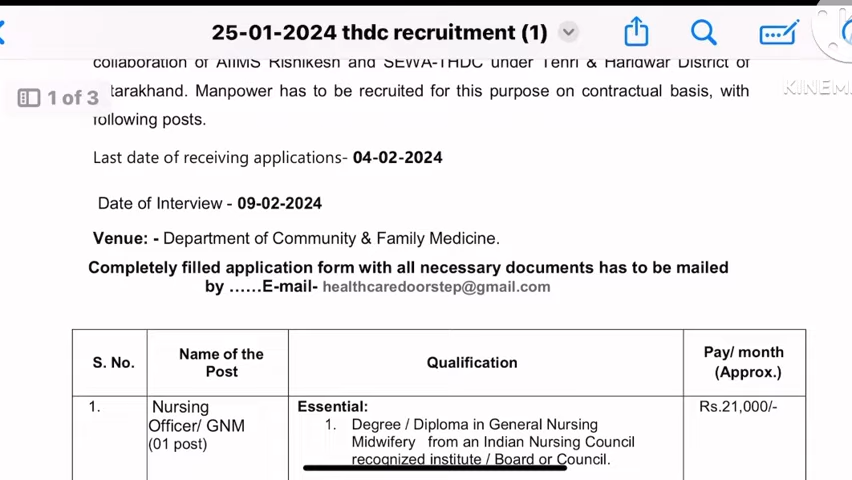 25-01-2024 thdc recruitment (1)
collaboration of AIIMS Rishikesh and SEWA-THDC under Tehri & Haridwar District of
1 of 3
Uttarakhand. Manpower has to be recruited for this purpose on contractual basis, with
KINEM
following posts.
Last date of receiving applications- 04-02-2024
Date of Interview - 09-02-2024
Venue: - Department of Community & Family Medicine.
Completely filled application form with all necessary documents has to be mailed
by ......E-mail- healthcaredoorstep@gmail.com
S. No.
Name of the
Post
Qualification
Pay/ month
(Approx.)
1.
Nursing
Officer/ GNM
(01 post)
Essential:
1. Degree / Diploma in General Nursing
Midwifery from an Indian Nursing Council
recognized institute / Board or Council.
Rs.21,000/-